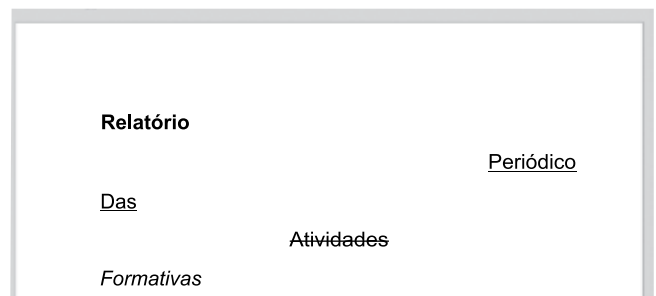 Relatório
Periódico
Das
Atividades
Formativas